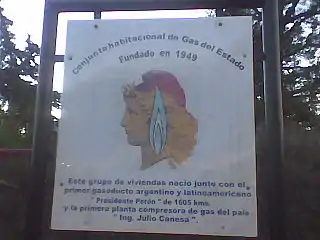 Conjunto habitacional de Gas del Estado
Fundado en 1949
Este grupo de viviendas nació junto con el
primer gasoducto argentino y latinoamericano
"Presidente Perón" de 1605 kms.
y la primera planta compresora de gas del país
"Ing. Julio Canesa".